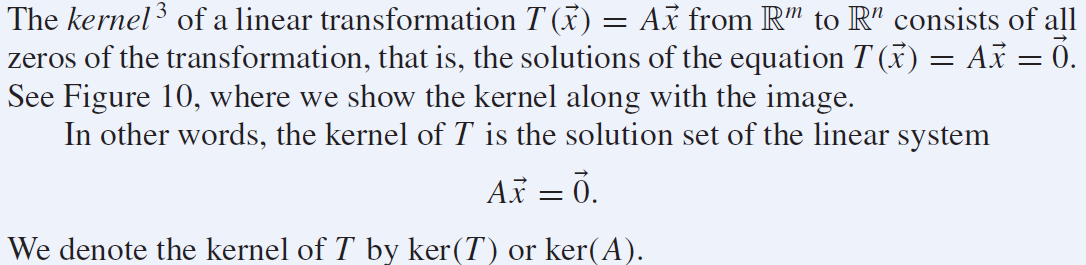 The kernel³ of a linear transformation T(x⃗) = Ax⃗ from ℝᵐ to ℝⁿ consists of all
zeros of the transformation, that is, the solutions of the equation T(x⃗) = Ax⃗ = 0⃗.
See Figure 10, where we show the kernel along with the image.
In other words, the kernel of T is the solution set of the linear system
Ax⃗ = 0⃗.
We denote the kernel of T by ker(T) or ker(A).